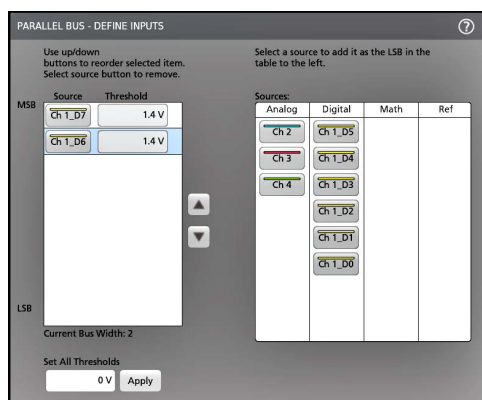 PARALLEL BUS - DEFINE INPUTS
?
Use up/down
buttons to reorder selected item.
Select source button to remove.
Source Threshold
MSB
Ch 1_D7 1.4 V
Ch 1_D6 1.4 V
LSB
Current Bus Width: 2
Set All Thresholds
0 V Apply
Select a source to add it as the LSB in the
table to the left.
Sources:
Analog Digital Math Ref
Ch 2 Ch 1_D5
Ch 3 Ch 1_D4
Ch 4 Ch 1_D3
Ch 1_D2
Ch 1_D1
Ch 1_D0